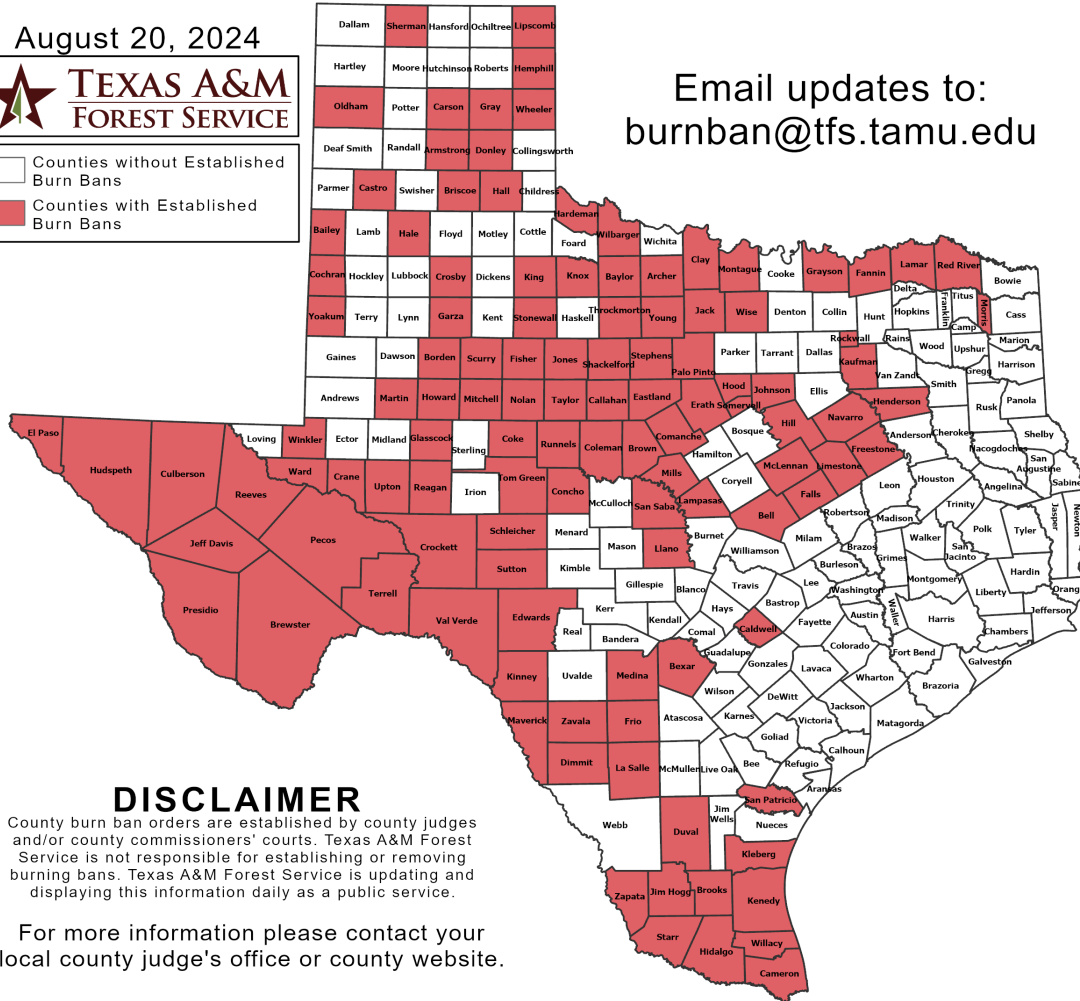 August 20, 2024
TEXAS A&M
FOREST SERVICE
Counties without Established
Burn Bans
Counties with Established
Burn Bans
Email updates to:
burnban@tfs.tamu.edu
Dallam Sherman Hansford Ochiltree Lipscomb
Hartley Moore Hutchinson Roberts Hemphill
Oldham Potter Carson Gray Wheeler
Deaf Smith Randall Armstrong Donley Collingsworth
Parmer Castro Swisher Briscoe Hall Childress
Hardeman
Bailey Lamb Hale Floyd Motley Cottle Foard Wilbarger Wichita
Clay Montague Cooke Grayson Fannin Lamar Red River Bowie
Cochran Hockley Lubbock Crosby Dickens King Knox Baylor Archer
Delta Franklin Titus Morris Cass
Yoakum Terry Lynn Garza Kent Stonewall Haskell Throckmorton Young Jack Wise Denton Collin Hunt Hopkins Camp
Rockwall Rains Wood Upshur Marion
Gaines Dawson Borden Scurry Fisher Jones Shackelford Stephens Palo Pinto Parker Tarrant Dallas Kaufman Van Zandt Gregg Harrison
Andrews Martin Howard Mitchell Nolan Taylor Callahan Eastland Erath Hood Somervell Johnson Ellis Henderson Smith Rusk Panola
El Paso Loving Winkler Ector Midland Glasscock Sterling Coke Runnels Coleman Brown Comanche Hamilton Bosque Hill Navarro Freestone Anderson Cherokee Nacogdoches Shelby
San
Augustine Sabine
Hudspeth Culberson Reeves Ward Crane Upton Reagan Irion Tom Green Concho McCulloch San Saba Mills Lampasas Coryell McLennan Limestone Falls Bell Leon Houston Angelina
Trinity Jasper Newton
Jeff Davis Pecos Crockett Schleicher Menard Mason Llano Burnet Williamson Milam Robertson Madison Walker Polk Tyler
San
Jacinto
Sutton Kimble Brazos Grimes Burleson Montgomery Hardin
Presidio Brewster Terrell Val Verde Edwards Gillespie Blanco Travis Lee Washington Liberty Orang
Kerr Kendall Hays Bastrop Austin Waller Harris Jefferson
Real Bandera Comal Caldwell Fayette Chambers
Guadalupe Colorado Fort Bend Galveston
Kinney Uvalde Medina Bexar Gonzales Lavaca Wharton Brazoria
Wilson DeWitt Jackson
Maverick Zavala Frio Atascosa Karnes Victoria Matagorda
Goliad Calhoun
Dimmit La Salle McMullen Live Oak Bee Refugio
Aransas
San Patricio
Webb Duval Jim
Wells Nueces
Kleberg
Zapata Jim Hogg Brooks Kenedy
Starr Hidalgo Willacy
Cameron
DISCLAIMER
County burn ban orders are established by county judges
and/or county commissioners' courts. Texas A&M Forest
Service is not responsible for establishing or removing
burning bans. Texas A&M Forest Service is updating and
displaying this information daily as a public service.
For more information please contact your
local county judge's office or county website.